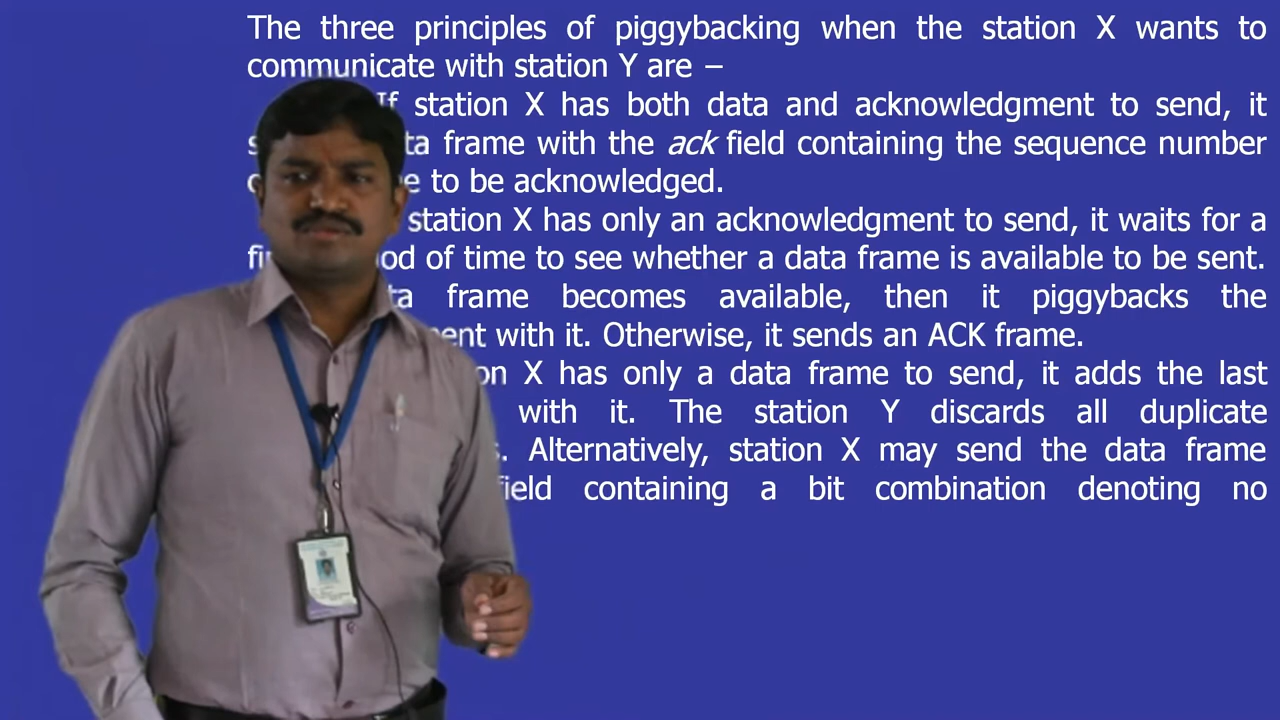 The three principles of piggybacking when the station X wants to
communicate with station Y are –
If station X has both data and acknowledgment to send, it
frame with the ack field containing the sequence number
to be acknowledged.
station X has only an acknowledgment to send, it waits for a
of time to see whether a data frame is available to be sent.
frame becomes available, then it piggybacks the
with it. Otherwise, it sends an ACK frame.
X has only a data frame to send, it adds the last
with it. The station Y discards all duplicate
Alternatively, station X may send the data frame
field containing a bit combination denoting no